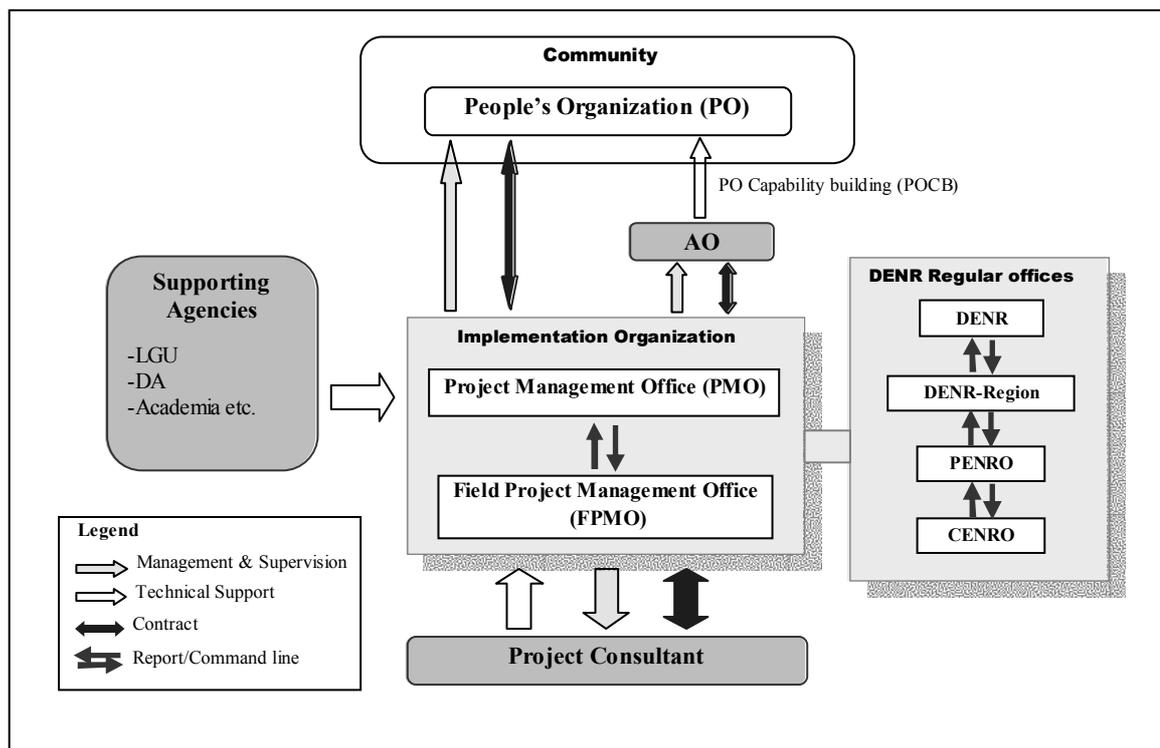 Community
People’s Organization (PO)
PO Capability building (POCB)
AO
Supporting
Agencies
-LGU
-DA
-Academia etc.
Implementation Organization
Project Management Office (PMO)
Field Project Management Office
(FPMO)
DENR Regular offices
DENR
DENR-Region
PENRO
CENRO
Legend
Management & Supervision
Technical Support
Contract
Report/Command line
Project Consultant